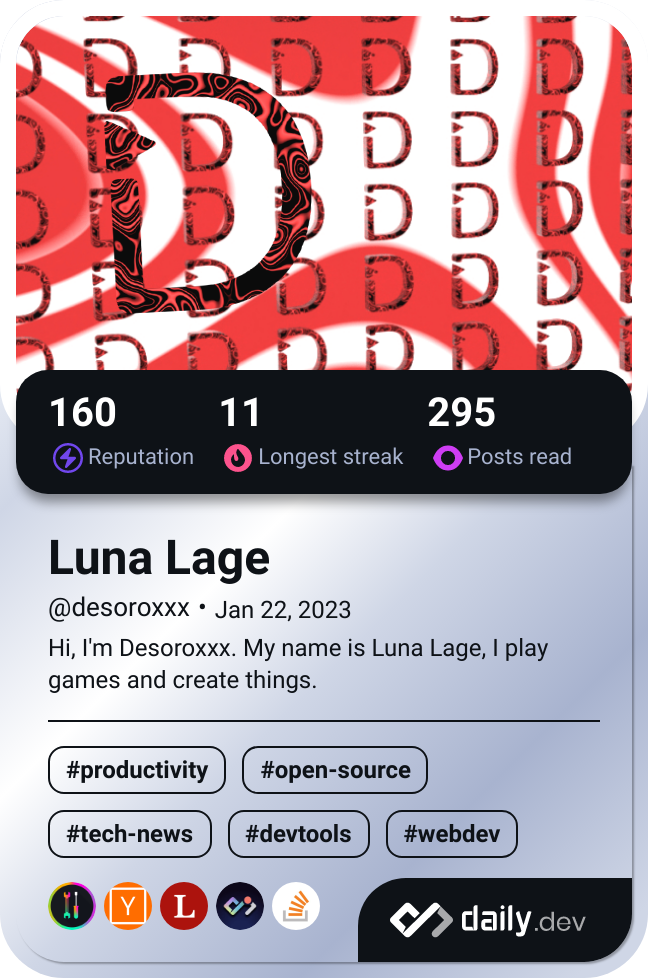 160 11 295
Reputation Longest streak Posts read
Luna Lage
@desoroxxx • Jan 22, 2023
Hi, I'm Desoroxxx. My name is Luna Lage, I play
games and create things.
#productivity #open-source
#tech-news #devtools #webdev
Y L
daily.dev